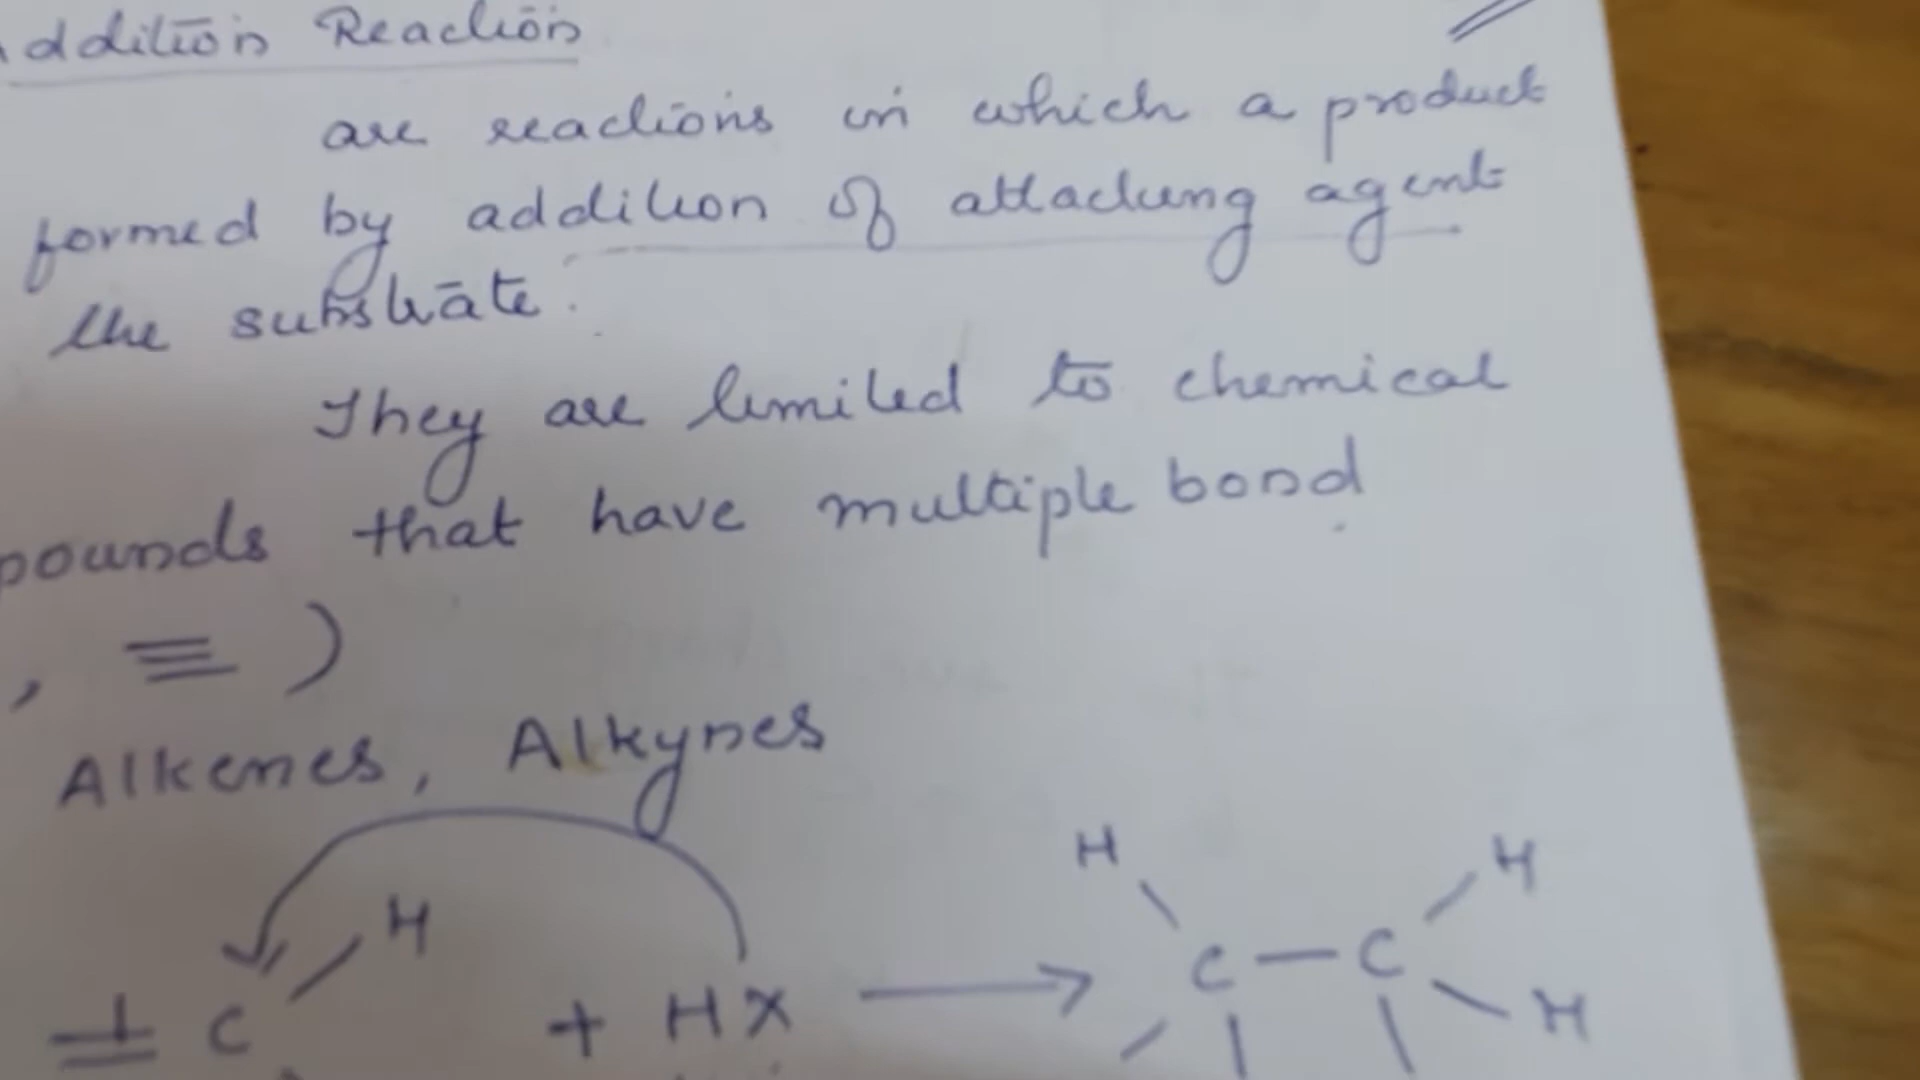 Addition Reaction
are reactions in which a product
formed by addition of attacking agent
the substrate.
They are limited to chemical
pounds that have multiple bond
, ≡ )
Alkenes, Alkynes
H H
H C — C
= C + HX → H